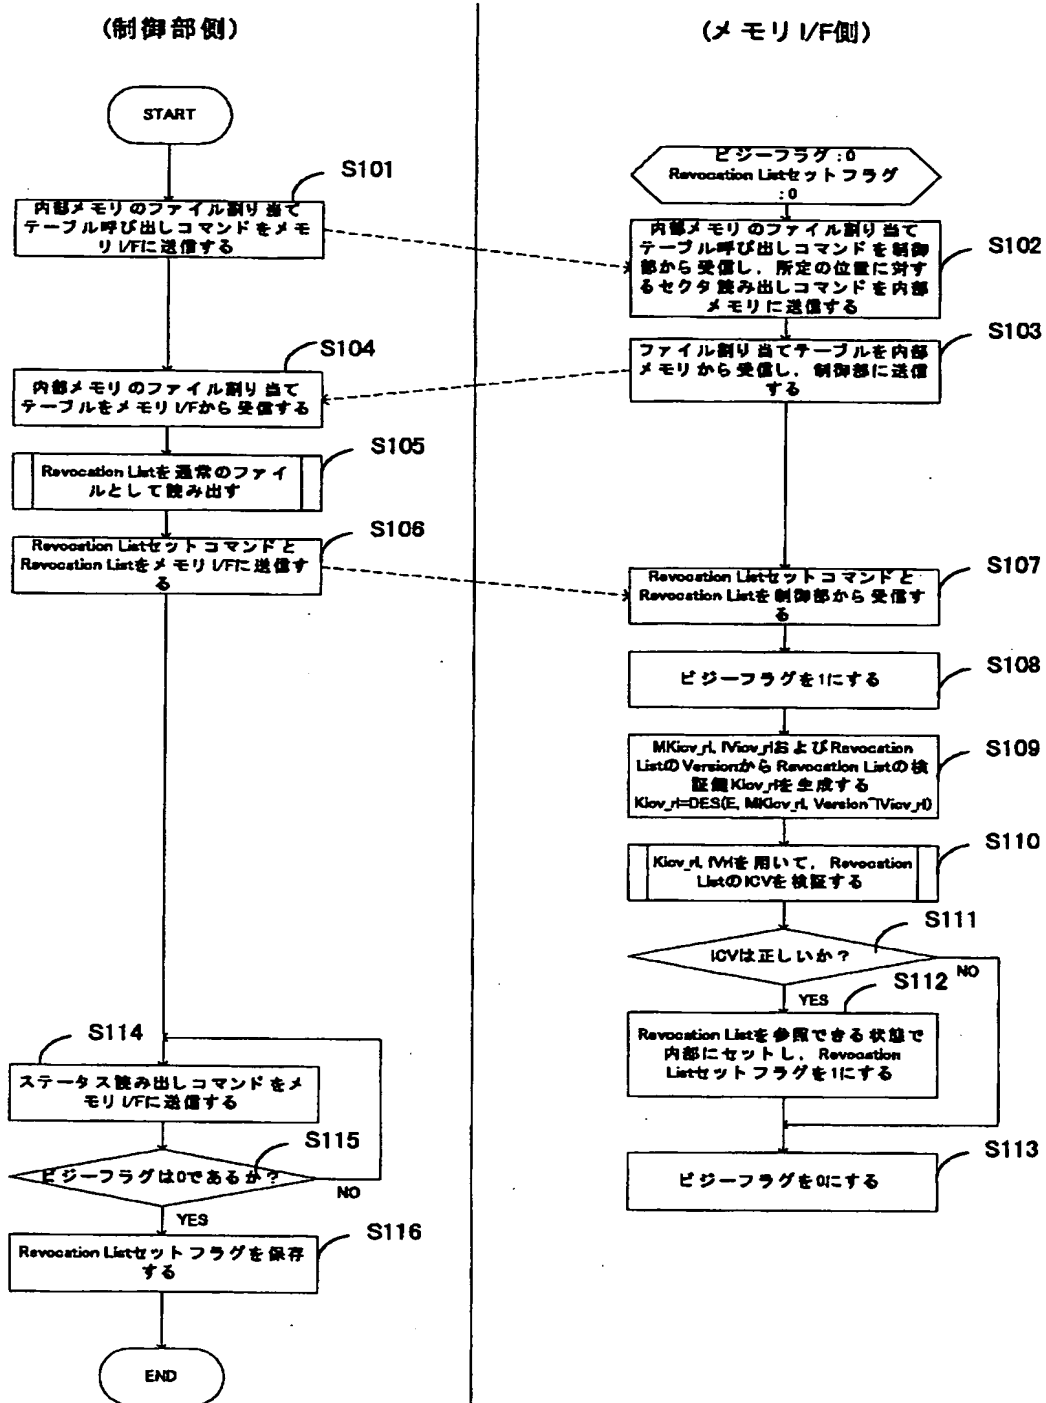 (制御部側)
START
S101
内部メモリのファイル割り当て
テーブル呼び出しコマンドをメモ
リI/Fに送信する
S104
内部メモリのファイル割り当て
テーブルをメモリI/Fから受信する
S105
Revocation Listを通常のファイ
ルとして読み出す
S106
Revocation Listセットコマンドと
Revocation ListをメモリI/Fに送信す
る
S114
ステータス読み出しコマンドをメ
モリI/Fに送信する
S115
ビジーフラグは0であるか?
NO
YES
S116
Revocation Listセットフラグを保存
する
END
(メモリI/F側)
ビジーフラグ:0
Revocation Listセットフラグ
:0
S102
内部メモリのファイル割り当て
テーブル呼び出しコマンドを制御
部から受信し,所定の位置に対す
るセクタ読み出しコマンドを内部
メモリに送信する
S103
ファイル割り当てテーブルを内部
メモリから受信し,制御部に送信
する
S107
Revocation Listセットコマンドと
Revocation Listを制御部から受信す
る
S108
ビジーフラグを1にする
S109
MKicv_rl, IVicv_rlおよびRevocation
ListのVersionからRevocation Listの検
証鍵Kicv_rlを生成する
Kicv_rl=DES(E, MKicv_rl, Version^IVicv_rl)
S110
Kicv_rl, IVrlを用いて,Revocation
ListのICVを検証する
S111
ICVは正しいか?
NO
YES
S112
Revocation Listを参照できる状態で
内部にセットし,Revocation
Listセットフラグを1にする
S113
ビジーフラグを0にする